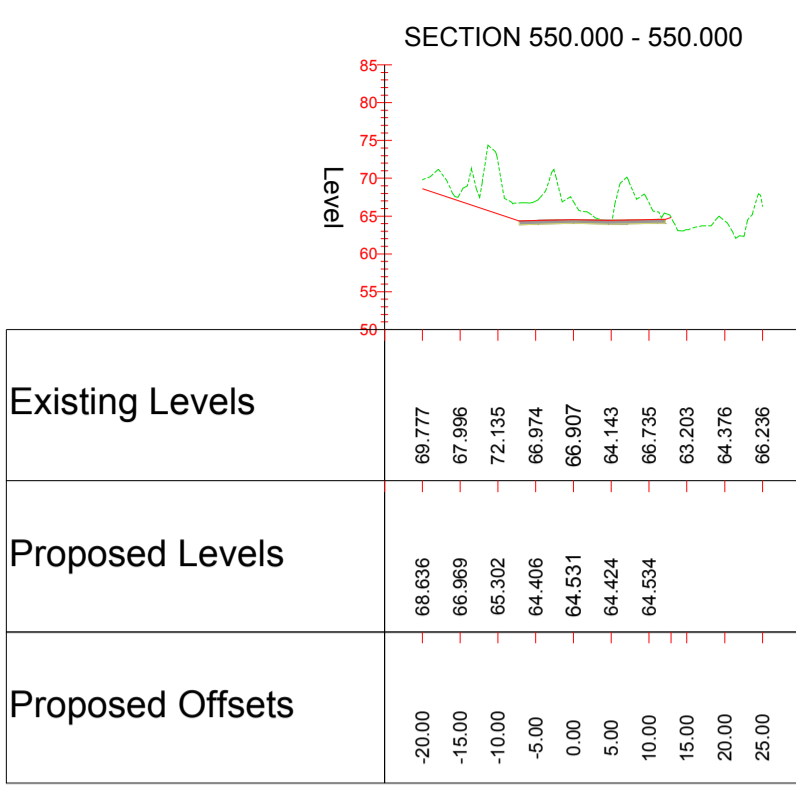 SECTION 550.000 - 550.000
85
80
75
70
65
60
55
50
Level
Existing Levels
69.777 67.996 72.135 66.974 66.907 64.143 66.735 63.203 64.376 66.236
Proposed Levels
68.636 66.969 65.302 64.406 64.531 64.424 64.534
Proposed Offsets
-20.00 -15.00 -10.00 -5.00 0.00 5.00 10.00 15.00 20.00 25.00